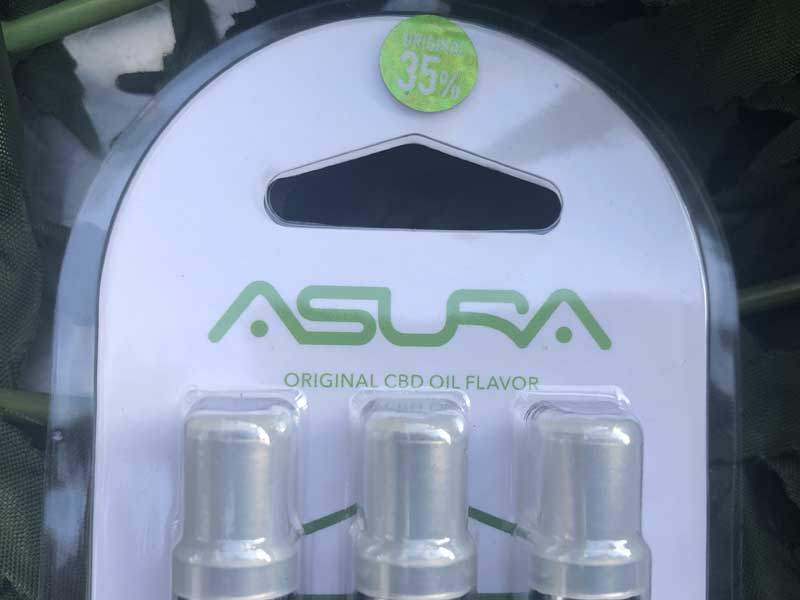 ORIGINAL
35%
ASURA
ORIGINAL CBD OIL FLAVOR